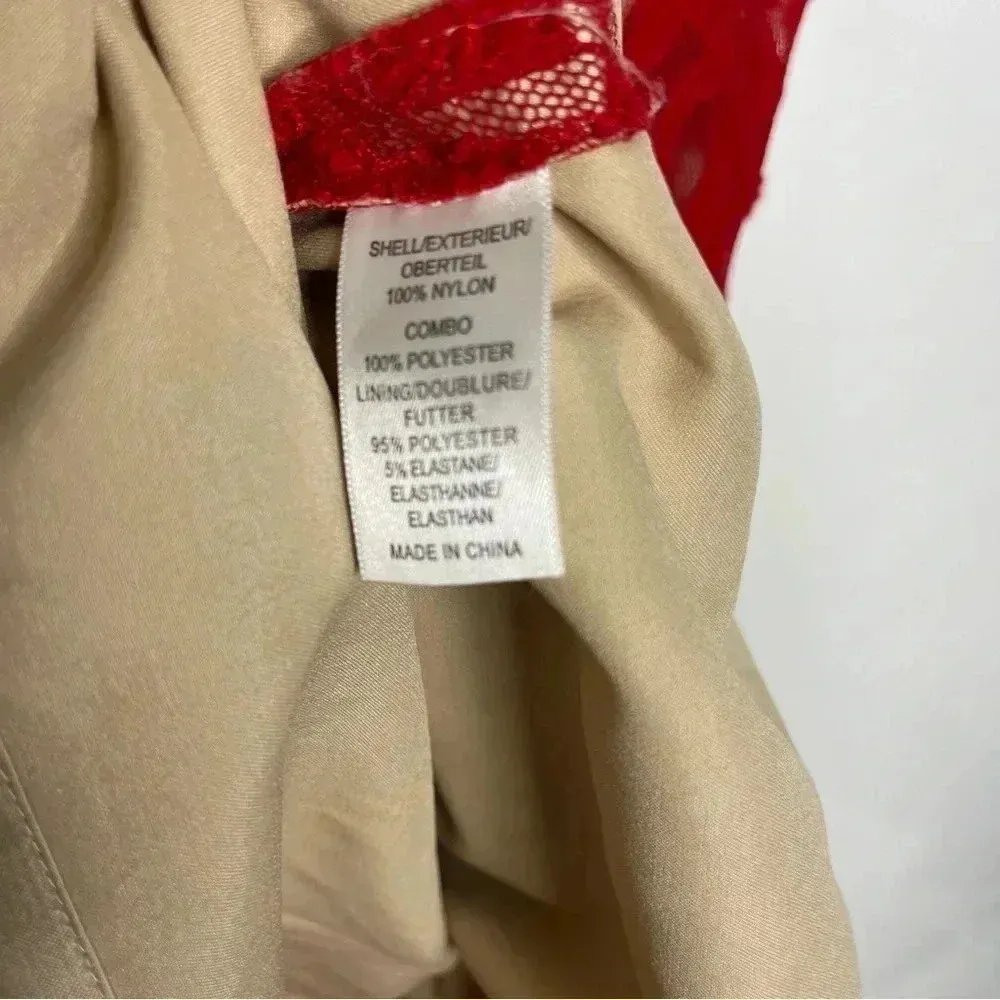 SHELL/EXTERIEUR/
OBERTEIL
100% NYLON
COMBO
100% POLYESTER
LINING/DOUBLURE/
FUTTER
95% POLYESTER
5% ELASTANE/
ELASTHANNE/
ELASTHAN
MADE IN CHINA